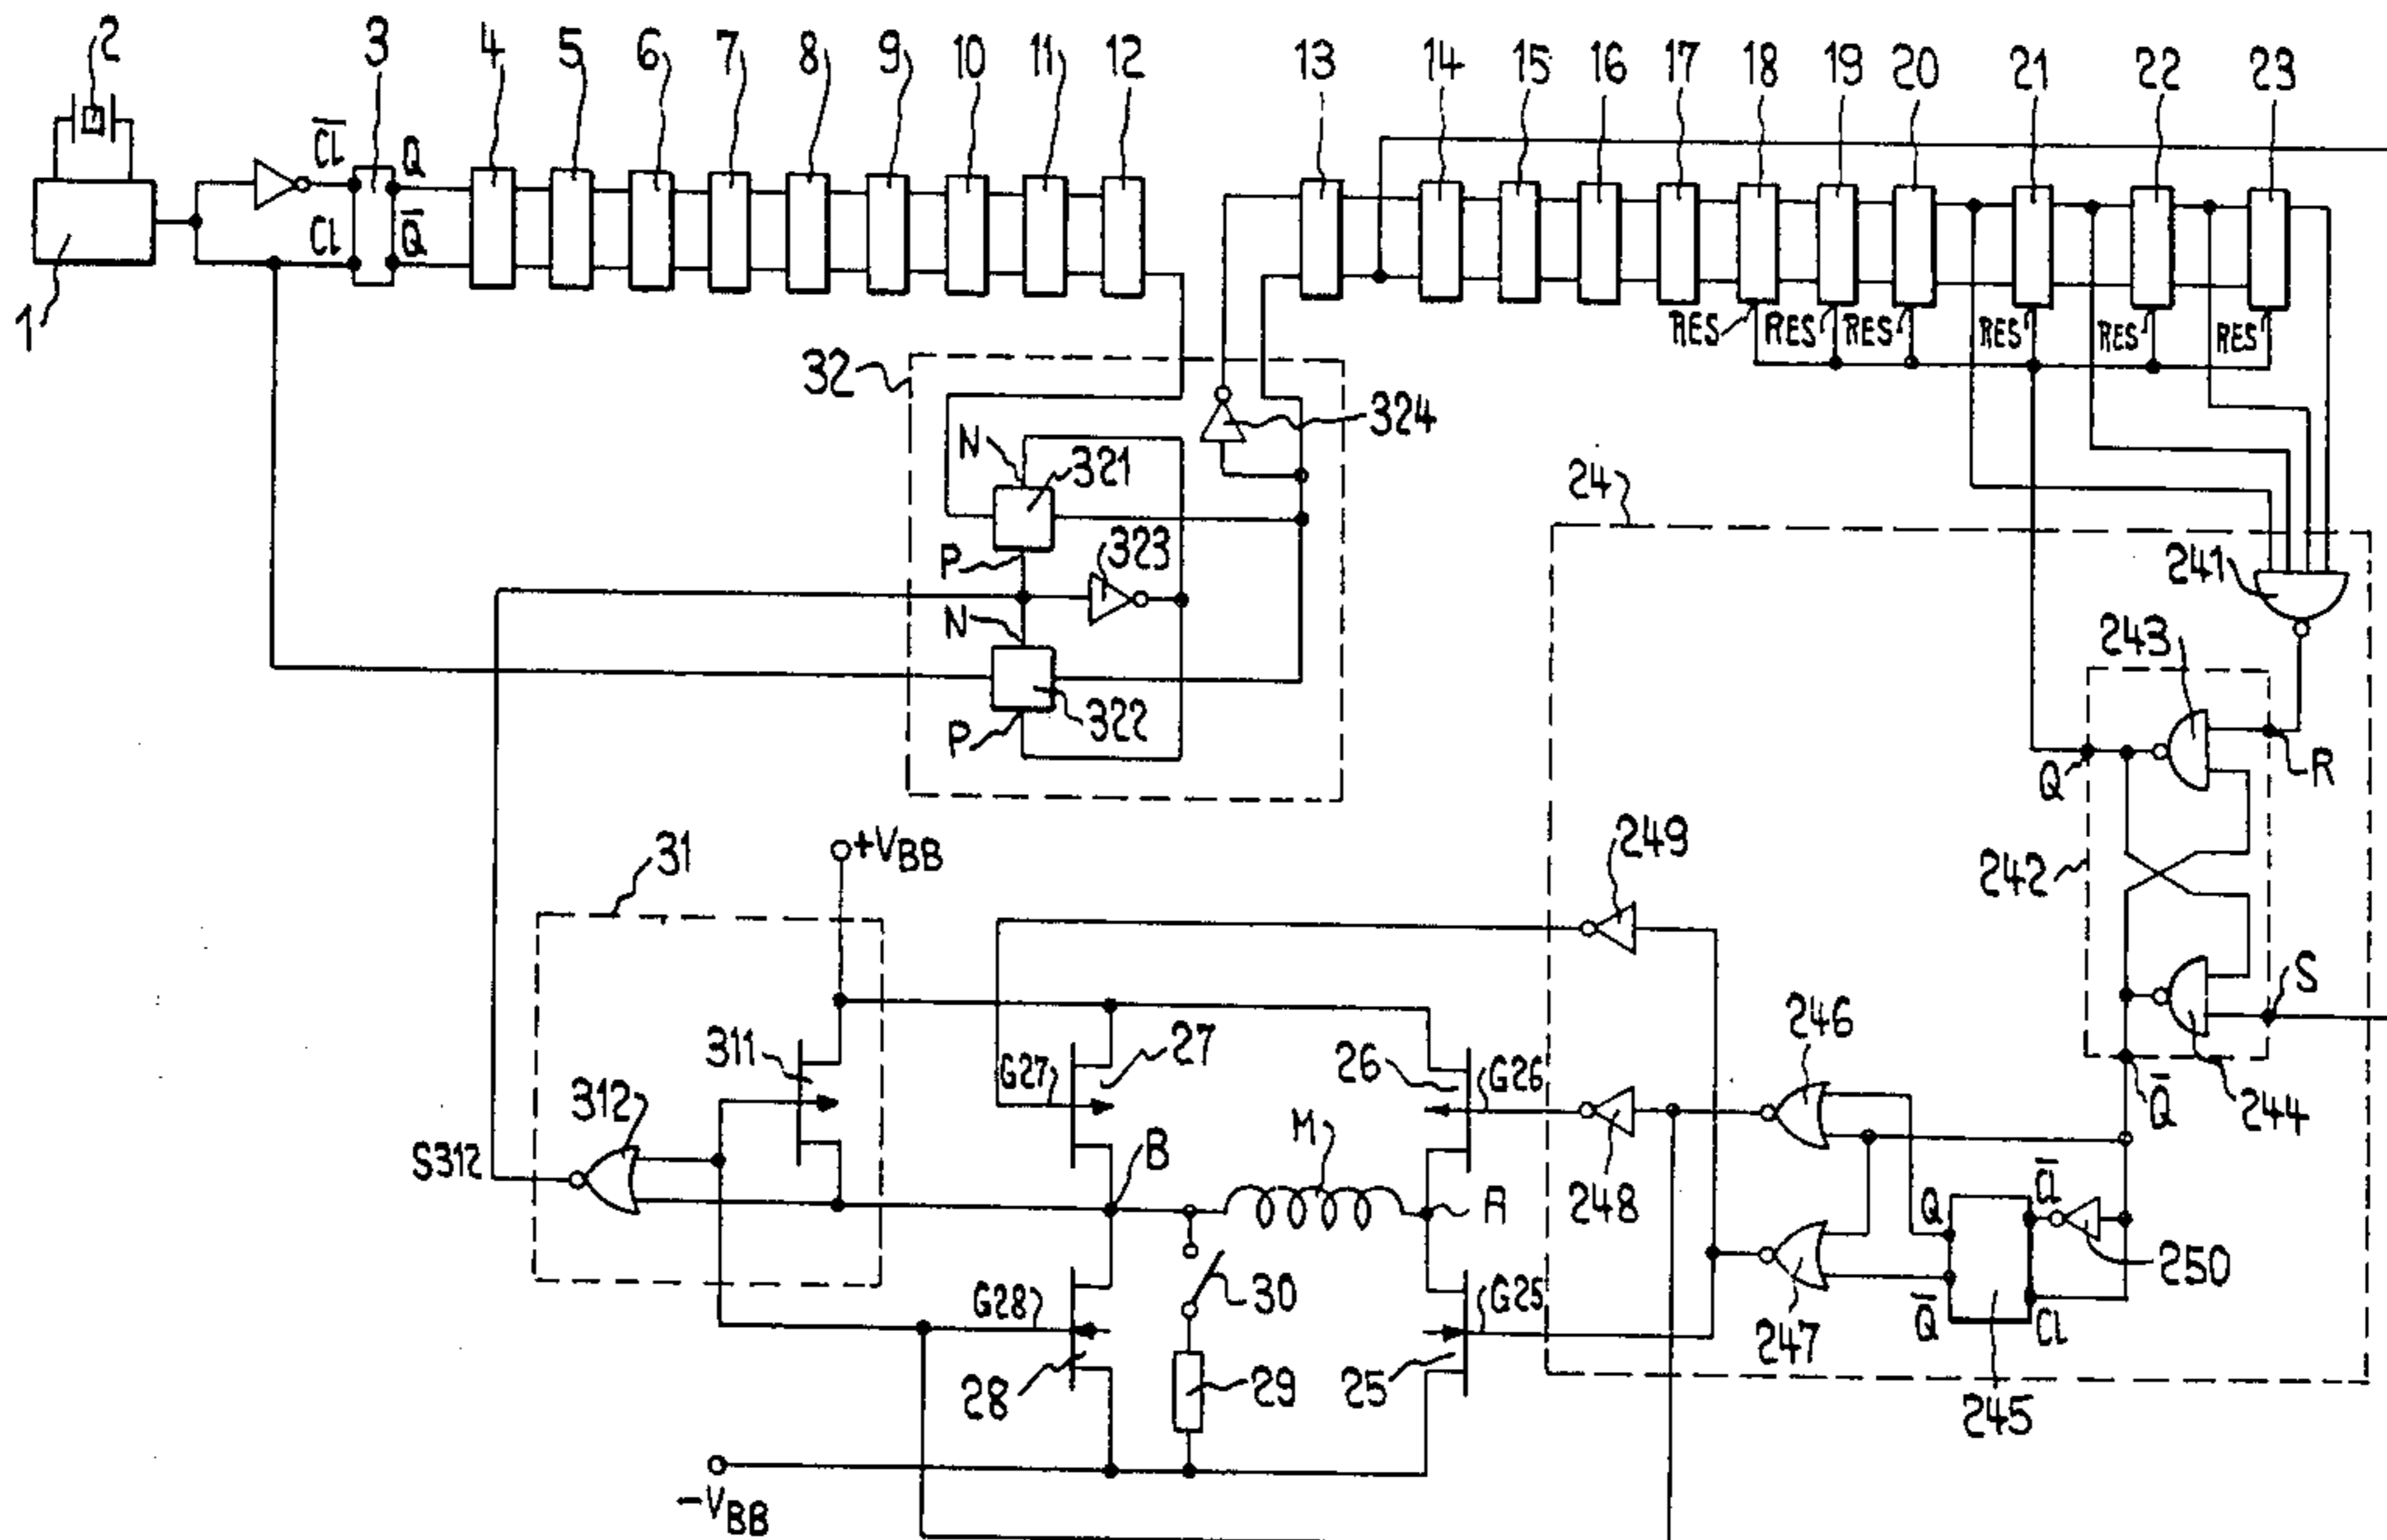 2 3 4 5 6 7 8 9 10 11 12 13 14 15 16 17 18 19 20 21 22 23
C̅L̅ Q
CL Q̅
1
RES RES RES RES RES RES
32
324
N 321
P 323
N
P 322
24
241
243
Q R
242
249
S
31 +VBB
311 G27 27 26 G26 246
Q̅ 244
312 M 248
S312 B A
Q C̅L̅
250
G28 30 G25
Q̅ CL
28 29 25 247 245
-VBB